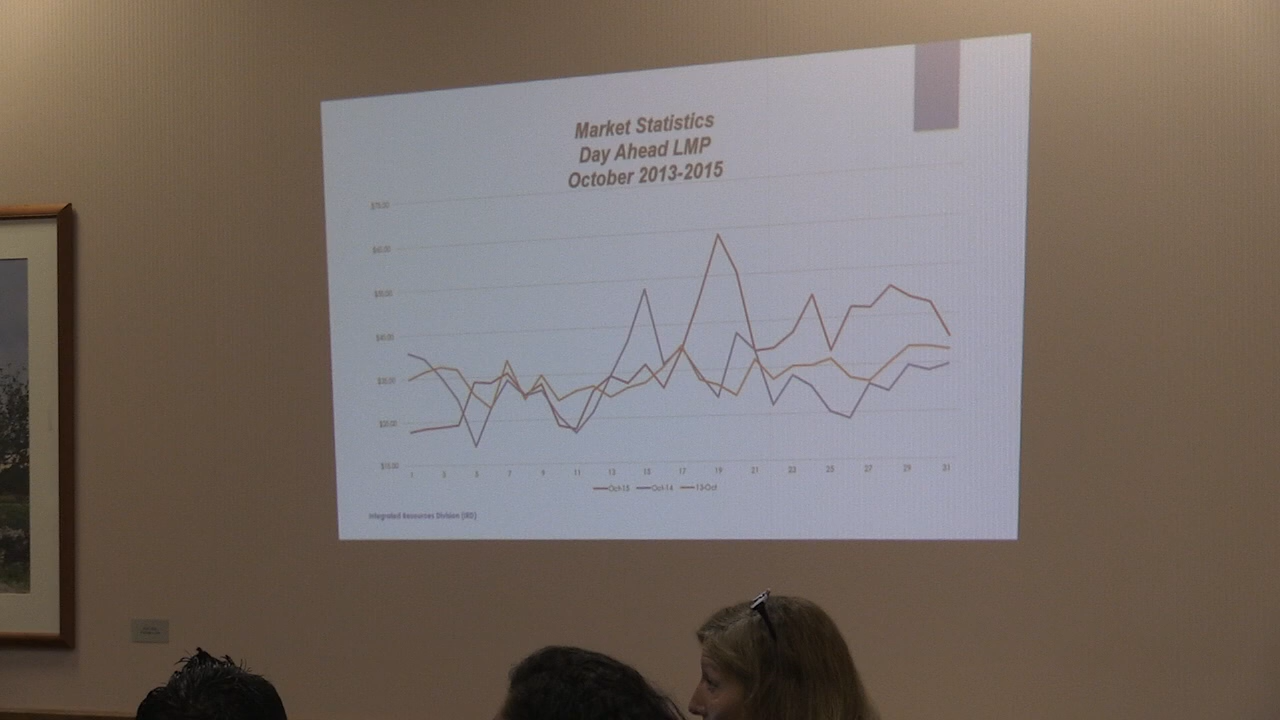 Market Statistics
Day Ahead LMP
October 2013-2015
$70.00
$60.00
$50.00
$40.00
$30.00
$20.00
$10.00
1 3 5 7 9 11 13 15 17 19 21 23 25 27 29 31
Oct-15 Oct-14 13-Oct
Integrated Resources Division (IRD)